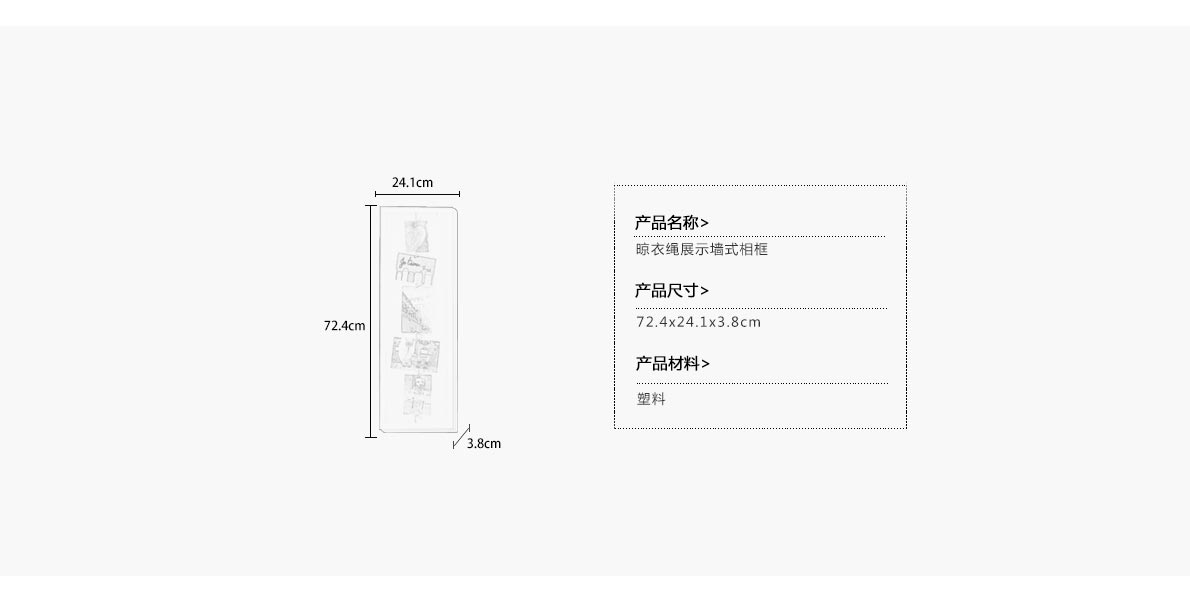 24.1cm
72.4cm
3.8cm
产品名称>
晾衣绳展示墙式相框
产品尺寸>
72.4x24.1x3.8cm
产品材料>
塑料